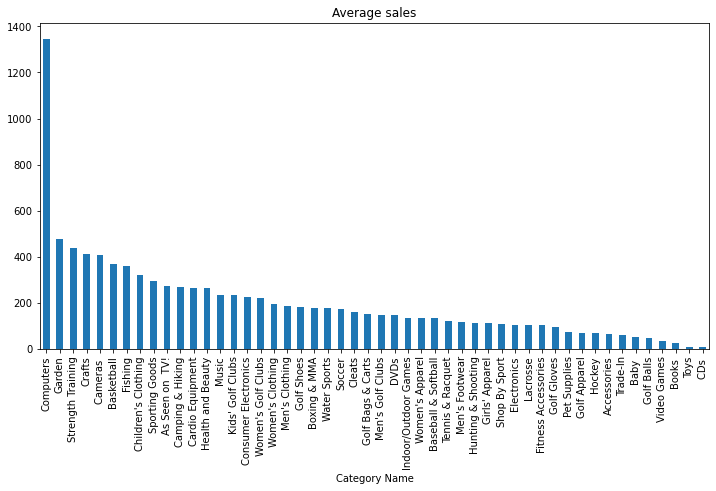 Average sales
1400
1200
1000
800
600
400
200
0
Computers
Garden
Strength Training
Crafts
Cameras
Basketball
Fishing
Children's Clothing
Sporting Goods
As Seen on  TV!
Camping & Hiking
Cardio Equipment
Health and Beauty
Music
Kids' Golf Clubs
Consumer Electronics
Women's Golf Clubs
Women's Clothing
Men's Clothing
Golf Shoes
Boxing & MMA
Water Sports
Soccer
Cleats
Golf Bags & Carts
Men's Golf Clubs
DVDs
Indoor/Outdoor Games
Women's Apparel
Baseball & Softball
Tennis & Racquet
Men's Footwear
Hunting & Shooting
Girls' Apparel
Shop By Sport
Electronics
Lacrosse
Fitness Accessories
Golf Gloves
Pet Supplies
Golf Apparel
Hockey
Accessories
Trade-In
Baby
Golf Balls
Video Games
Books
Toys
CDs
Category Name